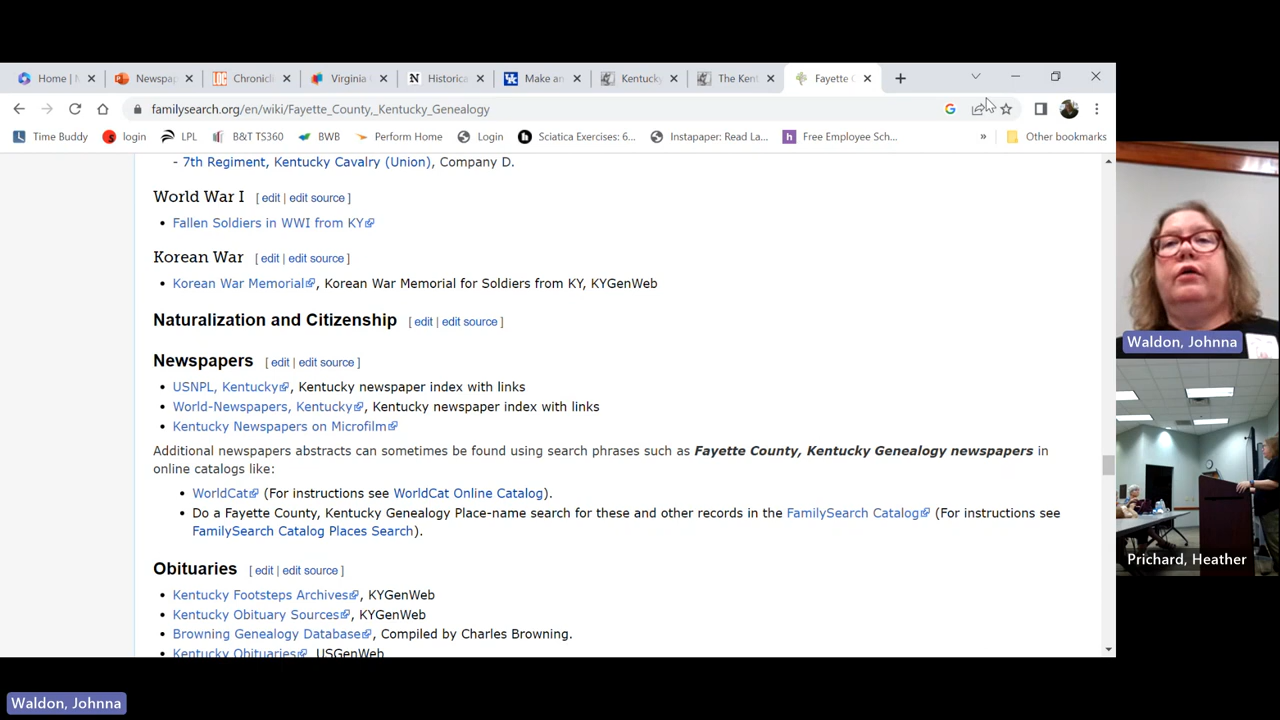 Home | N
Newspap
Chronicli
Virginia
Historica
Make an
Kentucky
The Kent
Fayette C
familysearch.org/en/wiki/Fayette_County,_Kentucky_Genealogy
Time Buddy
login
LPL
B&T TS360
BWB
Perform Home
Login
Sciatica Exercises: 6...
Instapaper: Read La...
Free Employee Sch...
»
Other bookmarks
- 7th Regiment, Kentucky Cavalry (Union), Company D.
World War I [ edit | edit source ]
• Fallen Soldiers in WWI from KY
Korean War [ edit | edit source ]
• Korean War Memorial, Korean War Memorial for Soldiers from KY, KYGenWeb
Naturalization and Citizenship [ edit | edit source ]
Newspapers [ edit | edit source ]
• USNPL, Kentucky, Kentucky newspaper index with links
• World-Newspapers, Kentucky, Kentucky newspaper index with links
• Kentucky Newspapers on Microfilm
Additional newspapers abstracts can sometimes be found using search phrases such as Fayette County, Kentucky Genealogy newspapers in
online catalogs like:
• WorldCat (For instructions see WorldCat Online Catalog).
• Do a Fayette County, Kentucky Genealogy Place-name search for these and other records in the FamilySearch Catalog (For instructions see
FamilySearch Catalog Places Search).
Obituaries [ edit | edit source ]
• Kentucky Footsteps Archives, KYGenWeb
• Kentucky Obituary Sources, KYGenWeb
• Browning Genealogy Database, Compiled by Charles Browning.
• Kentucky Obituaries, USGenWeb
Waldon, Johnna
Prichard, Heather
Waldon, Johnna